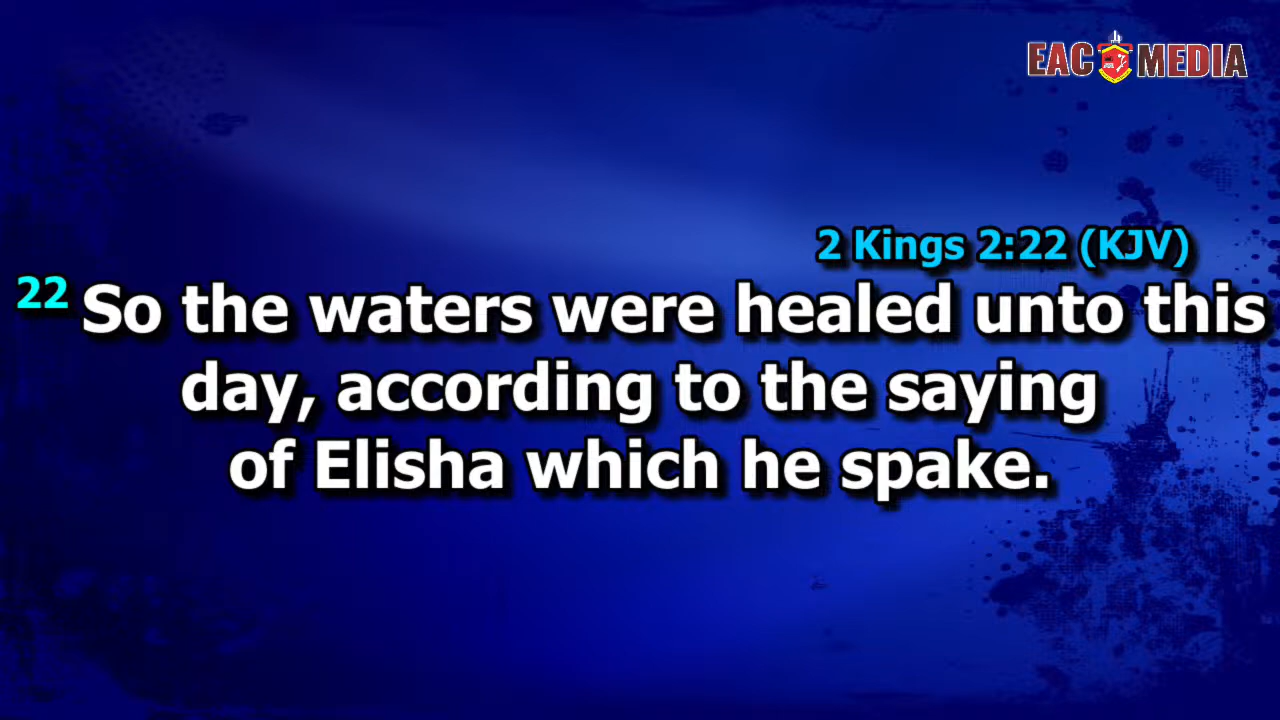 EAC MEDIA
2 Kings 2:22 (KJV)
22 So the waters were healed unto this
day, according to the saying
of Elisha which he spake.